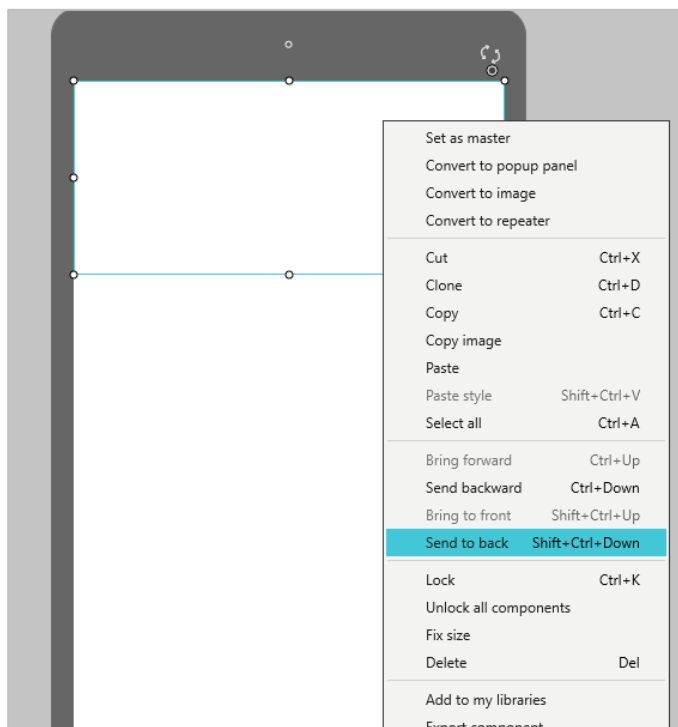 Set as master
Convert to popup panel
Convert to image
Convert to repeater
Cut Ctrl+X
Clone Ctrl+D
Copy Ctrl+C
Copy image
Paste
Paste style Shift+Ctrl+V
Select all Ctrl+A
Bring forward Ctrl+Up
Send backward Ctrl+Down
Bring to front Shift+Ctrl+Up
Send to back Shift+Ctrl+Down
Lock Ctrl+K
Unlock all components
Fix size
Delete Del
Add to my libraries
Export component